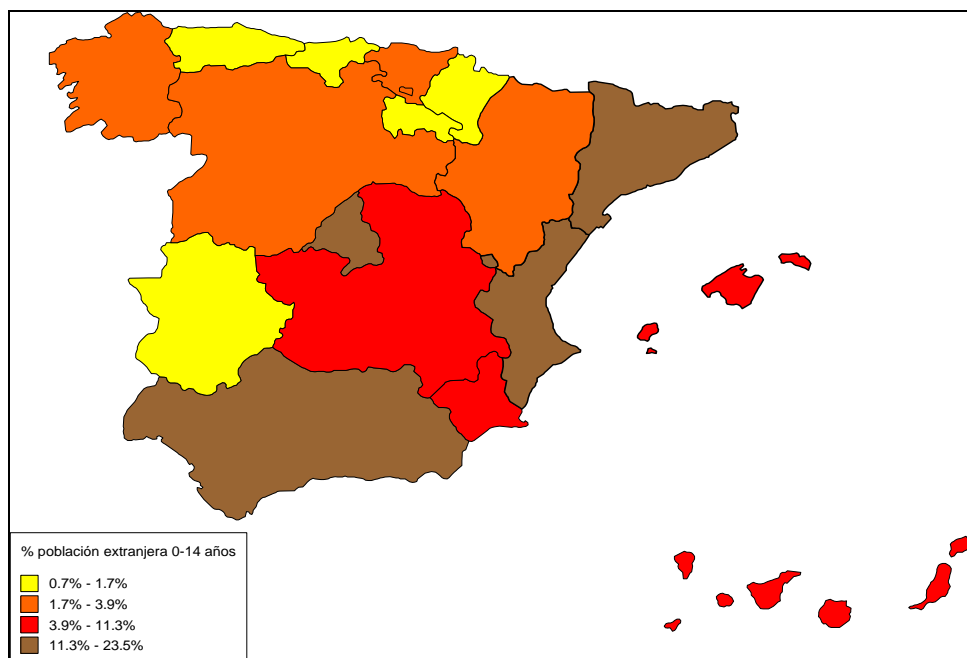 % población extranjera 0-14 años
0.7% - 1.7%
1.7% - 3.9%
3.9% - 11.3%
11.3% - 23.5%